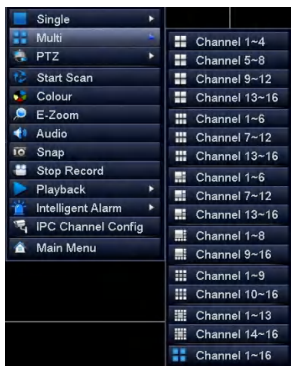 Single
Multi
PTZ
Start Scan
Colour
E-Zoom
Audio
Snap
Stop Record
Playback
Intelligent Alarm
IPC Channel Config
Main Menu
Channel 1~4
Channel 5~8
Channel 9~12
Channel 13~16
Channel 1~6
Channel 7~12
Channel 13~16
Channel 1~6
Channel 7~12
Channel 13~16
Channel 1~8
Channel 9~16
Channel 1~9
Channel 10~16
Channel 1~13
Channel 14~16
Channel 1~16